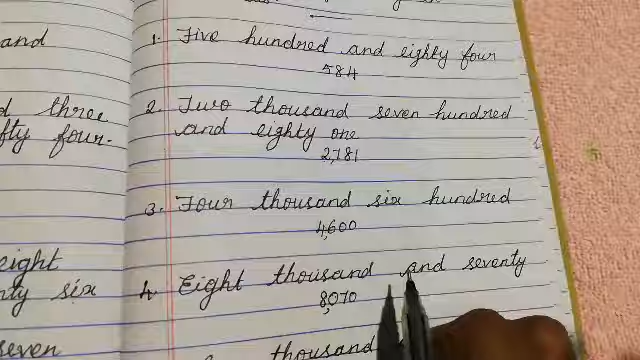 and
three
fty four.
eight
ty six
seven
1. Five hundred and eighty four
584
2. Two thousand seven hundred
and eighty one
2,781
3. Four thousand six hundred
4,600
4. Eight thousand and seventy
8,070
thousand